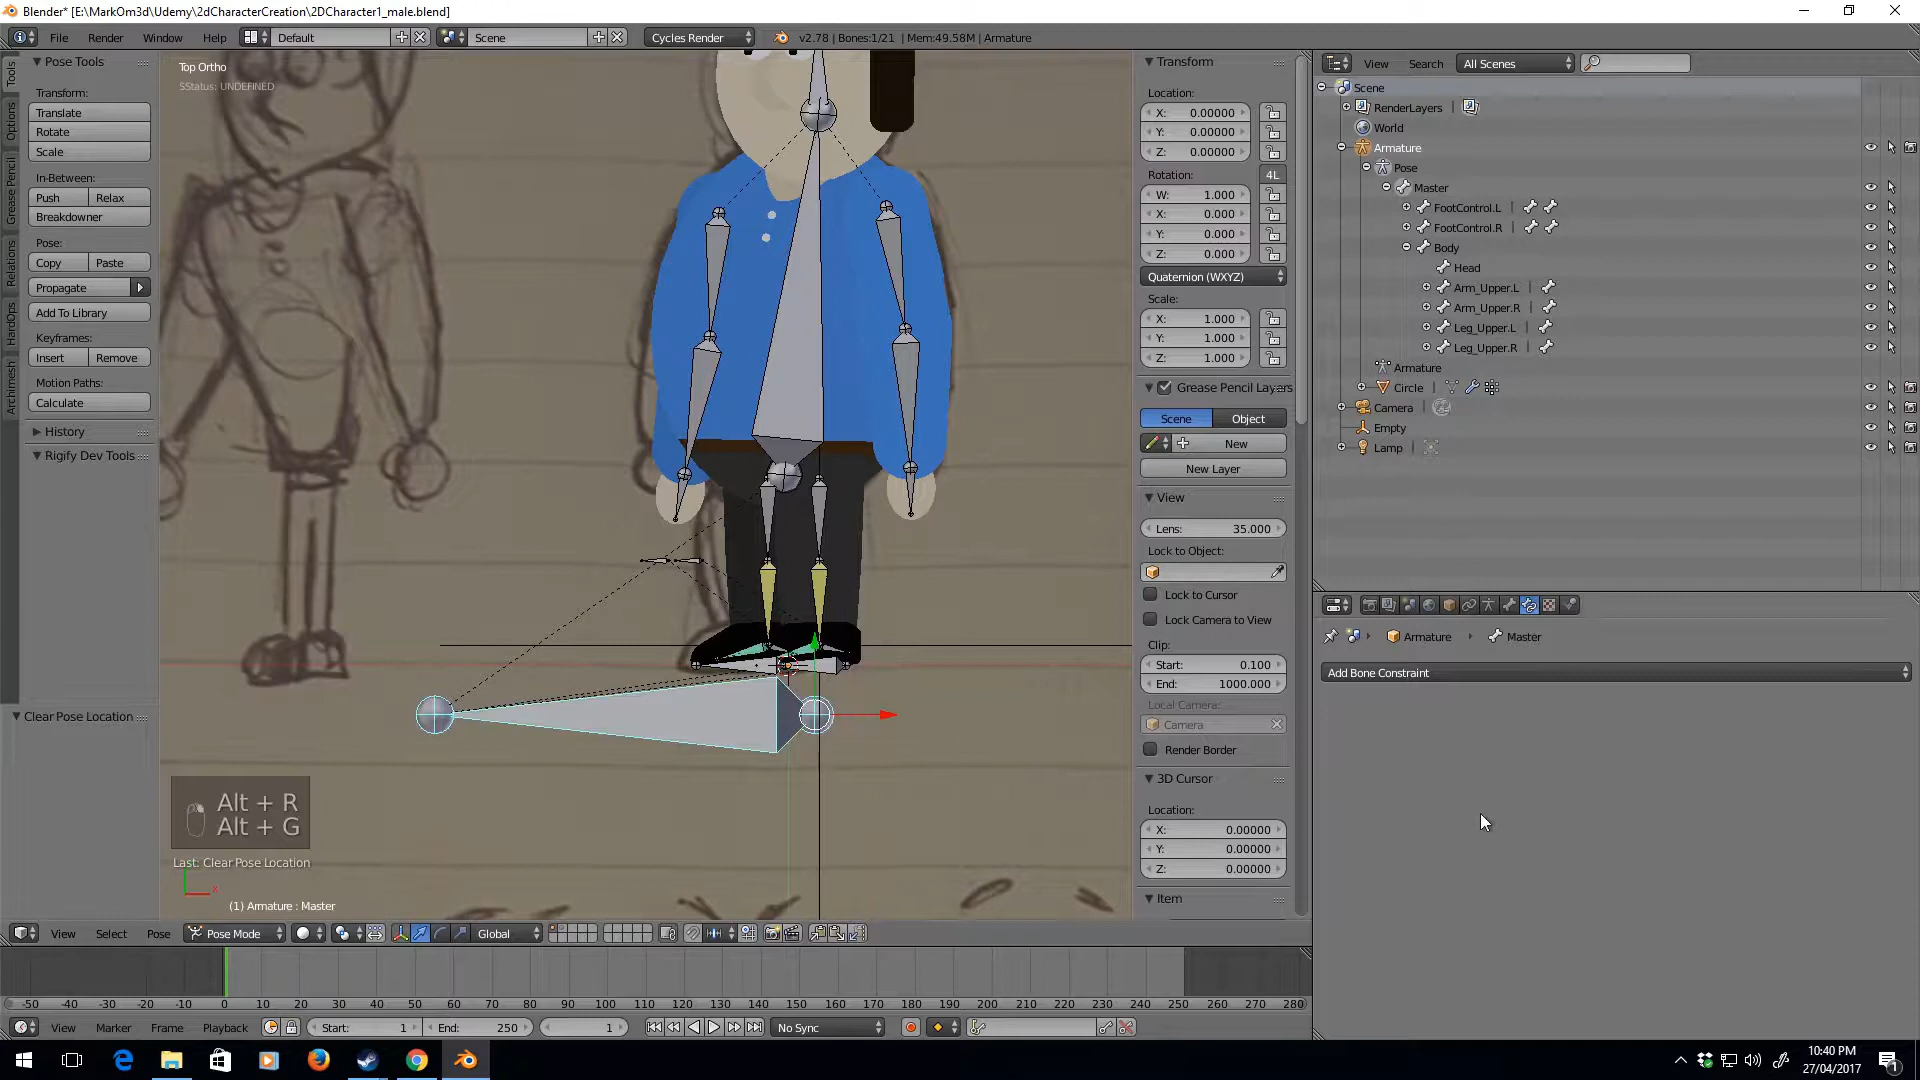 Blender* [E:\MarkOm3d\Udemy\2dCharacterCreation\2DCharacter1_male.blend]
File Render Window Help Default Scene Cycles Render v2.78 | Bones:1/21 | Mem:49.58M | Armature
Pose Tools
Transform:
Translate
Rotate
Scale
In-Between:
Push Relax
Breakdowner
Pose:
Copy Paste
Propagate
Add To Library
Keyframes:
Insert Remove
Motion Paths:
Calculate
History
Rigify Dev Tools
Tools
Options
Grease Pencil
Relations
HardOps
Archimesh
Clear Pose Location
Top Ortho
SStatus: UNDEFINED
Alt + R
Alt + G
Last: Clear Pose Location
x
(1) Armature : Master
Transform
Location:
X: 0.00000
Y: 0.00000
Z: 0.00000
Rotation: 4L
W: 1.000
X: 0.000
Y: 0.000
Z: 0.000
Quaternion (WXYZ)
Scale:
X: 1.000
Y: 1.000
Z: 1.000
Grease Pencil Layers
Scene Object
New
New Layer
View
Lens: 35.000
Lock to Object:
Lock to Cursor
Lock Camera to View
Clip:
Start: 0.100
End: 1000.000
Local Camera:
Camera
Render Border
3D Cursor
Location:
X: 0.00000
Y: 0.00000
Z: 0.00000
Item
View Search All Scenes
Scene
RenderLayers
World
Armature
Pose
Master
FootControl.L
FootControl.R
Body
Head
Arm_Upper.L
Arm_Upper.R
Leg_Upper.L
Leg_Upper.R
Armature
Circle
Camera
Empty
Lamp
Armature Master
Add Bone Constraint
View Select Pose Pose Mode Global
-50 -40 -30 -20 -10 0 10 20 30 40 50 60 70 80 90 100 110 120 130 140 150 160 170 180 190 200 210 220 230 240 250 260 270 280
View Marker Frame Playback Start: 1 End: 250 1 No Sync
10:40 PM
27/04/2017
1